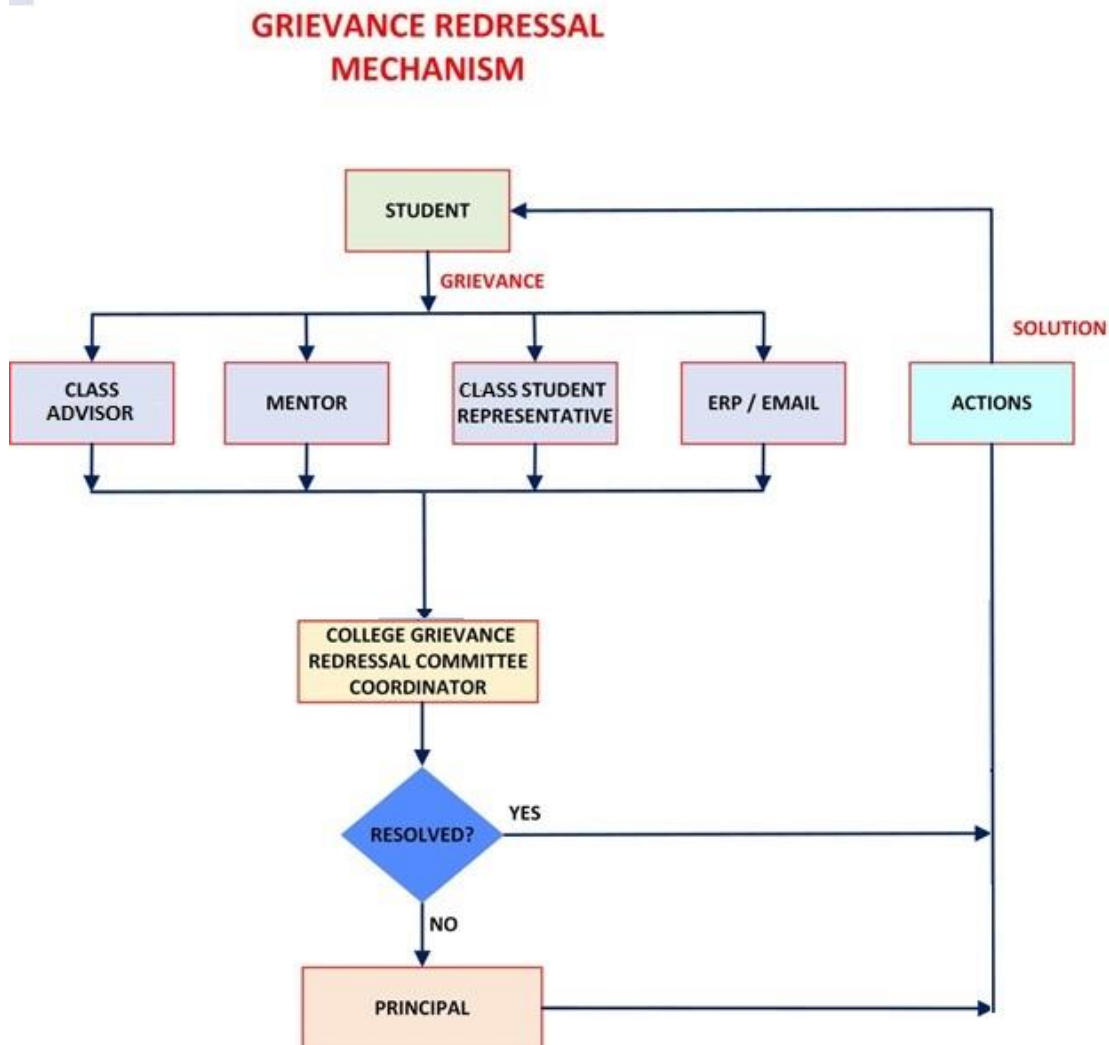 GRIEVANCE REDRESSAL
MECHANISM
STUDENT
GRIEVANCE
SOLUTION
CLASS
ADVISOR
MENTOR
CLASS STUDENT
REPRESENTATIVE
ERP / EMAIL
ACTIONS
COLLEGE GRIEVANCE
REDRESSAL COMMITTEE
COORDINATOR
RESOLVED?
YES
NO
PRINCIPAL